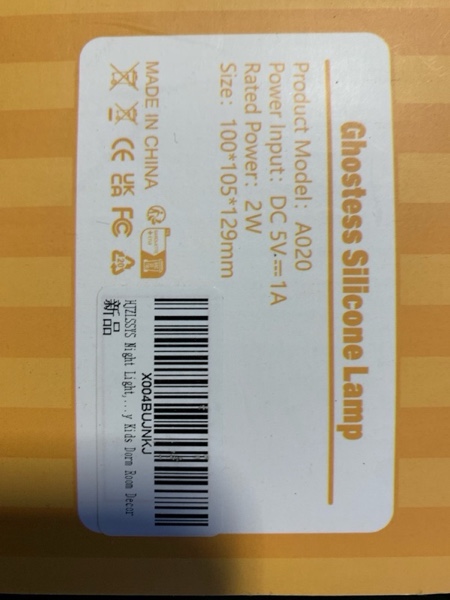 Ghostess Silicone Lamp
Product Model: A020
Power Input: DC 5V⎓1A
Rated Power: 2W
Size: 100*105*129mm
MADE IN CHINA
CE UK CA FC
X004BUJNKJ
HJZLSSYS Night Light,...y Kids Dorm Room Decor
新品